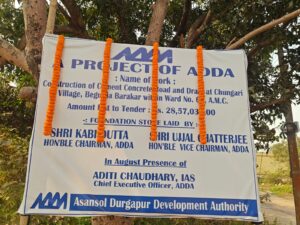 A PROJECT OF ADDA
: Name of Work :
Construction of Cement Concrete Road and Drain at Chungari
Village, Begunia Barakar within Ward No. A.M.C.
Amount Put to Tender : Rs. 28,57,03
: FOUNDATION STONE LAID BY :
SHRI KABI DUTTA
HON'BLE CHAIRMAN, ADDA
SHRI UJJAL CHATTERJEE
HON'BLE VICE CHAIRMAN, ADDA
In August Presence of
ADITI CHAUDHARY, IAS
Chief Executive Officer, ADDA
Asansol Durgapur Development Authority